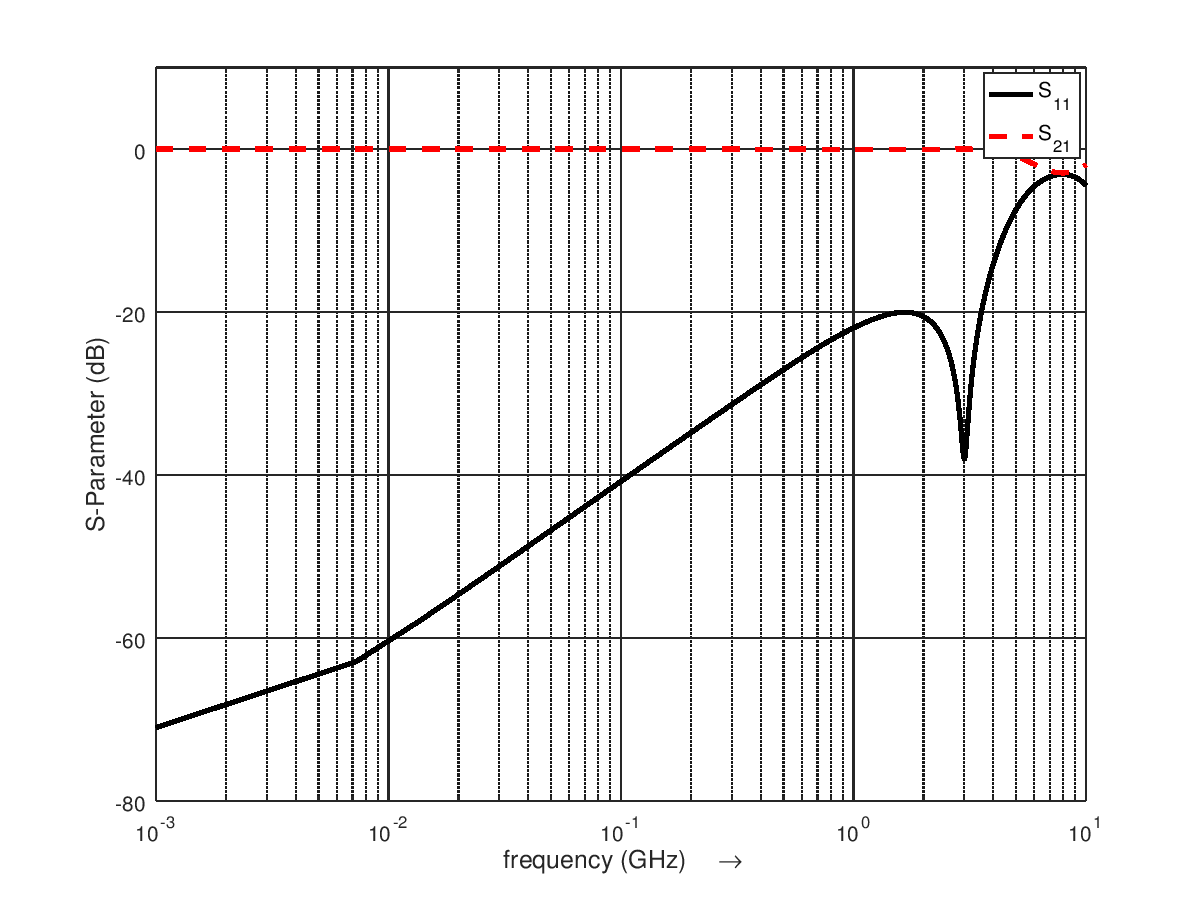 S11
S21
0
-20
-40
-60
-80
S-Parameter (dB)
10-3
10-2
10-1
100
101
frequency (GHz) →